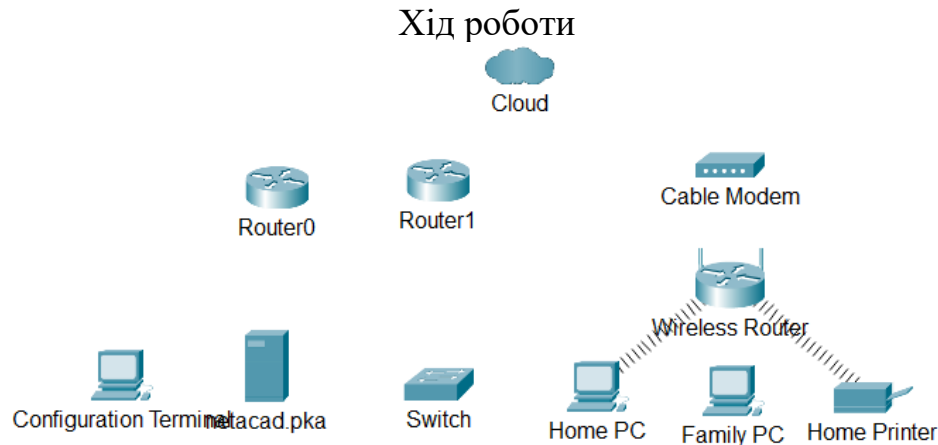 Хід роботи
Cloud
Cable Modem
Router0
Router1
Wireless Router
Configuration Terminal
netacad.pka
Switch
Home PC
Family PC
Home Printer